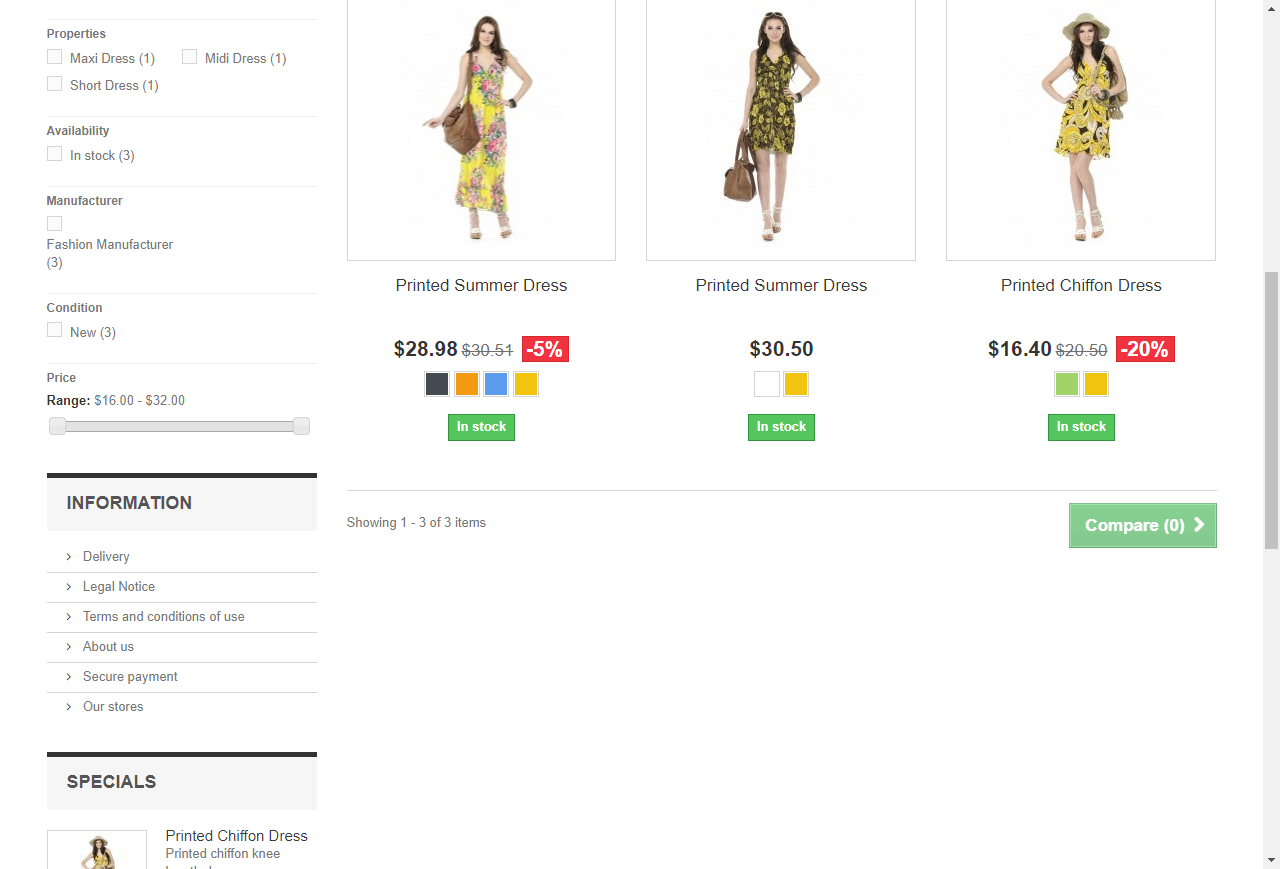 Properties
Maxi Dress (1)
Midi Dress (1)
Short Dress (1)
Availability
In stock (3)
Manufacturer
Fashion Manufacturer
(3)
Condition
New (3)
Price
Range: $16.00 - $32.00
INFORMATION
Delivery
Legal Notice
Terms and conditions of use
About us
Secure payment
Our stores
SPECIALS
Printed Chiffon Dress
Printed chiffon knee
Printed Summer Dress
$28.98 $30.51 -5%
In stock
Printed Summer Dress
$30.50
In stock
Printed Chiffon Dress
$16.40 $20.50 -20%
In stock
Showing 1 - 3 of 3 items
Compare (0)